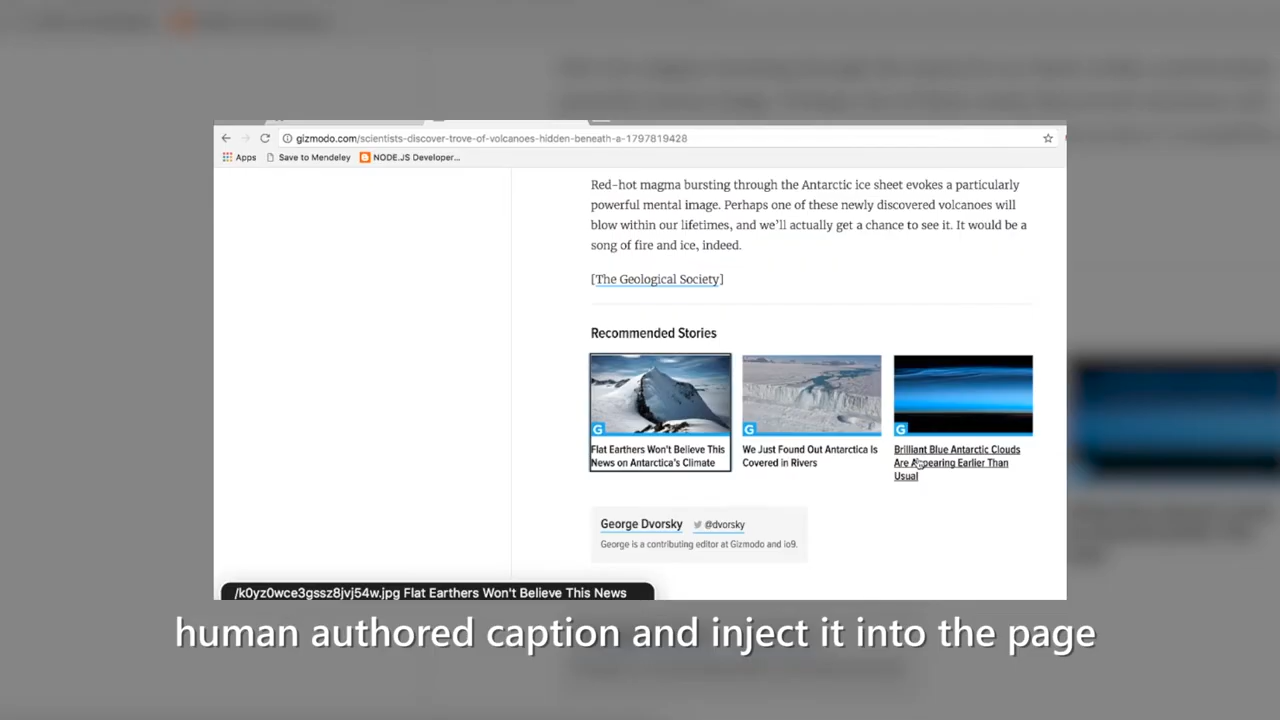 gizmodo.com/scientists-discover-trove-of-volcanoes-hidden-beneath-a-1797819428
Apps Save to Mendeley NODE.JS Developer...
Red-hot magma bursting through the Antarctic ice sheet evokes a particularly
powerful mental image. Perhaps one of these newly discovered volcanoes will
blow within our lifetimes, and we'll actually get a chance to see it. It would be a
song of fire and ice, indeed.
[The Geological Society]
Recommended Stories
G
Flat Earthers Won't Believe This
News on Antarctica's Climate
G
We Just Found Out Antarctica Is
Covered in Rivers
G
Brilliant Blue Antarctic Clouds
Are Appearing Earlier Than
Usual
George Dvorsky @dvorsky
George is a contributing editor at Gizmodo and io9.
/k0yz0wce3gssz8jvj54w.jpg Flat Earthers Won't Believe This News
human authored caption and inject it into the page